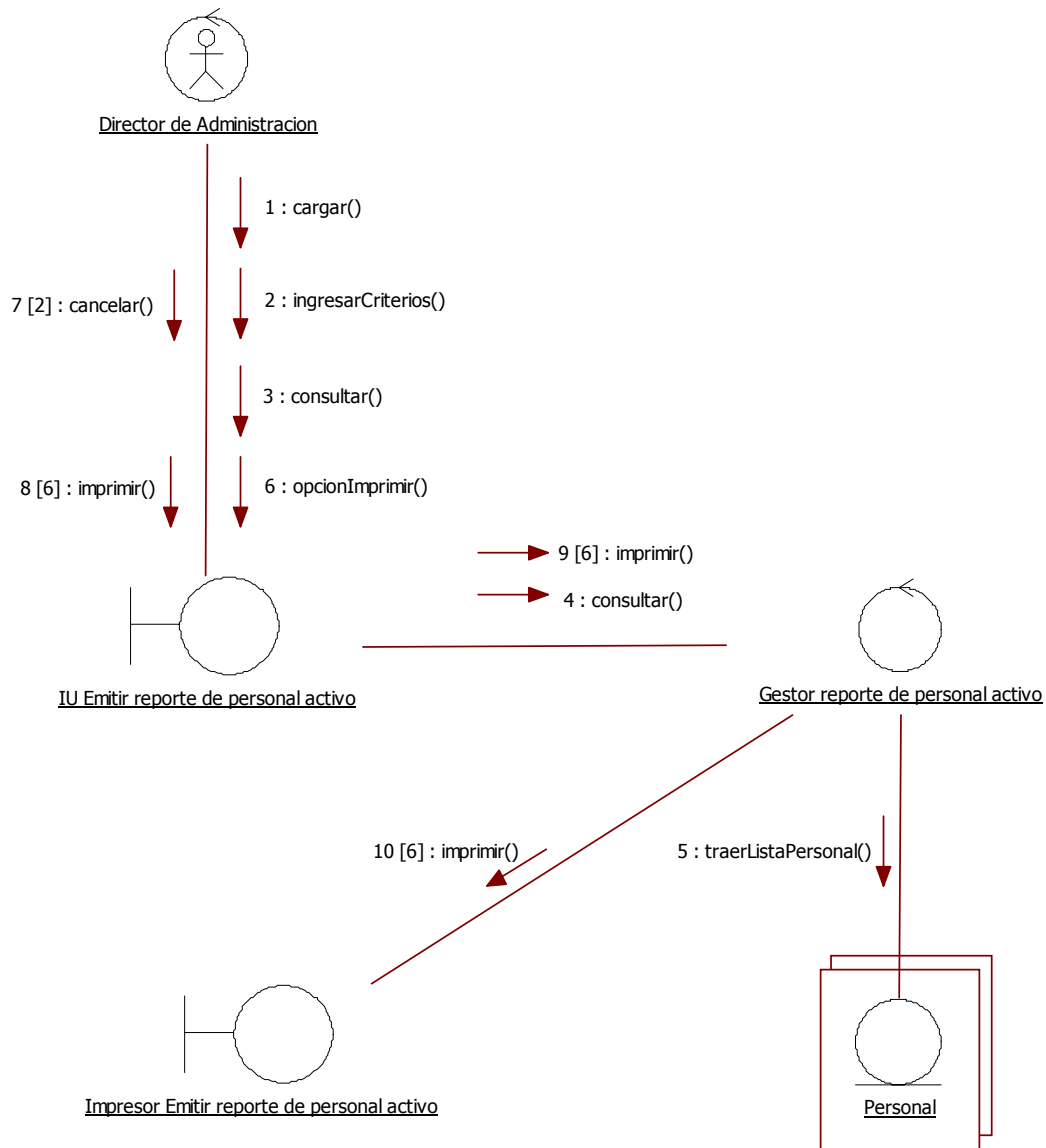 Director de Administracion
1 : cargar()
7 [2] : cancelar()
2 : ingresarCriterios()
3 : consultar()
8 [6] : imprimir()
6 : opcionImprimir()
9 [6] : imprimir()
4 : consultar()
IU Emitir reporte de personal activo
Gestor reporte de personal activo
10 [6] : imprimir()
5 : traerListaPersonal()
Impresor Emitir reporte de personal activo
Personal